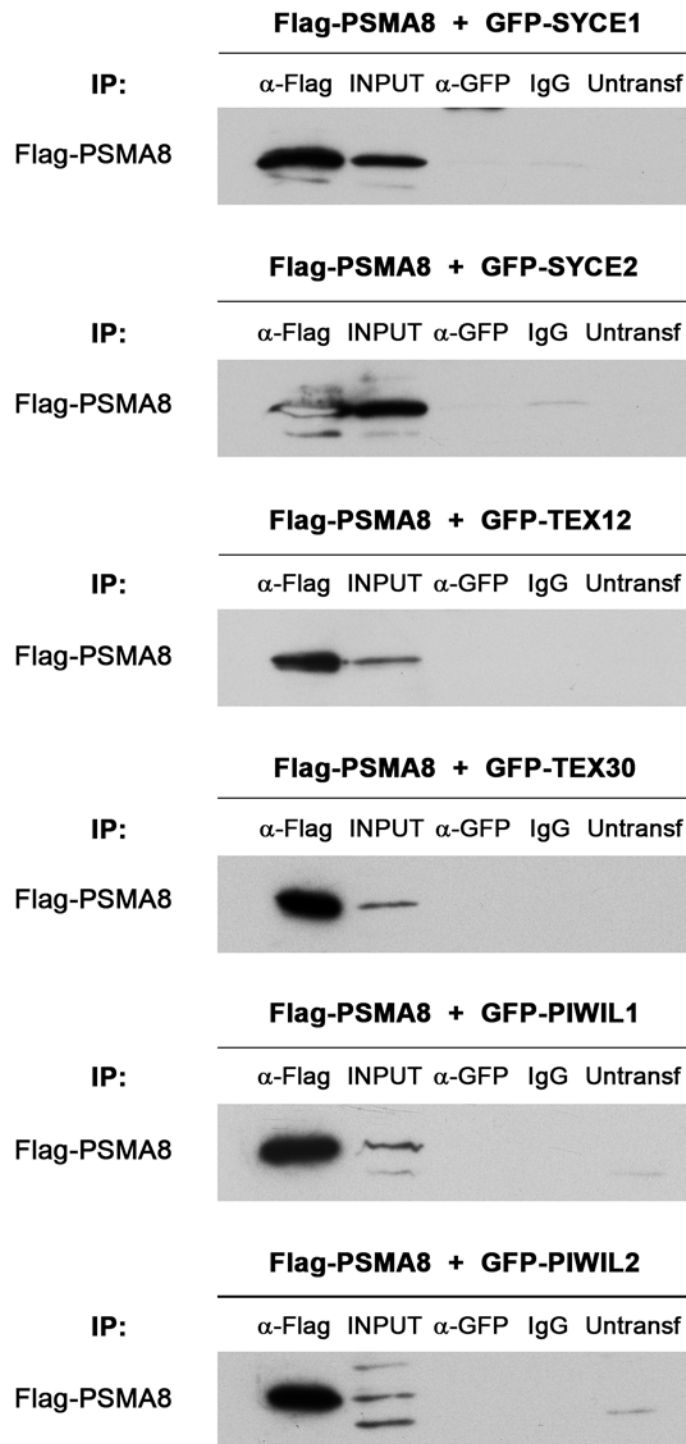 Flag-PSMA8 + GFP-SYCE1
IP: α-Flag INPUT α-GFP IgG Untransf
Flag-PSMA8
Flag-PSMA8 + GFP-SYCE2
IP: α-Flag INPUT α-GFP IgG Untransf
Flag-PSMA8
Flag-PSMA8 + GFP-TEX12
IP: α-Flag INPUT α-GFP IgG Untransf
Flag-PSMA8
Flag-PSMA8 + GFP-TEX30
IP: α-Flag INPUT α-GFP IgG Untransf
Flag-PSMA8
Flag-PSMA8 + GFP-PIWIL1
IP: α-Flag INPUT α-GFP IgG Untransf
Flag-PSMA8
Flag-PSMA8 + GFP-PIWIL2
IP: α-Flag INPUT α-GFP IgG Untransf
Flag-PSMA8